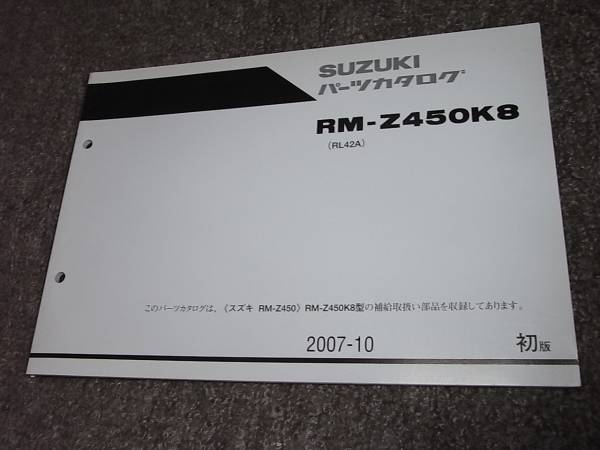 SUZUKI
パーツカタログ
RM-Z450K8
(RL42A)
このパーツカタログは、《スズキ RM-Z450》RM-Z450K8型の補給取扱い部品を収録してあります。
2007-10 初版